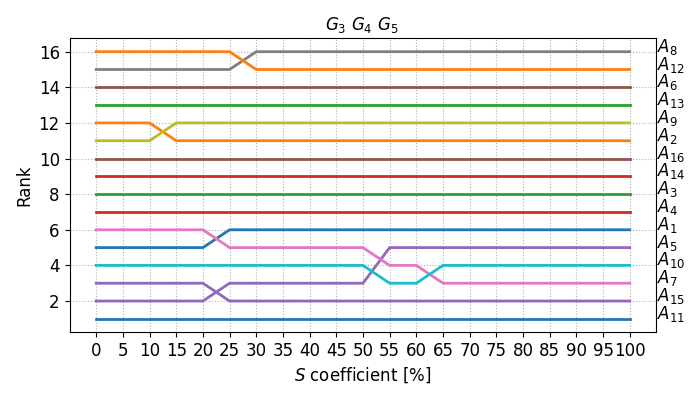 G₃ G₄ G₅
16
14
12
10
8
6
4
2
Rank
A₈
A₁₂
A₆
A₁₃
A₉
A₂
A₁₆
A₁₄
A₃
A₄
A₁
A₅
A₁₀
A₇
A₁₅
A₁₁
0 5 10 15 20 25 30 35 40 45 50 55 60 65 70 75 80 85 90 95 100
S coefficient [%]